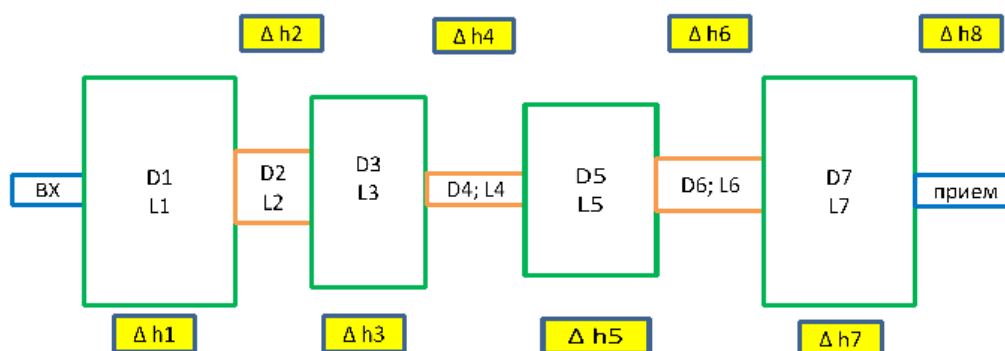 Δ h2
Δ h4
Δ h6
Δ h8
ВХ
D1
L1
D2
L2
D3
L3
D4; L4
D5
L5
D6; L6
D7
L7
прием
Δ h1
Δ h3
Δ h5
Δ h7